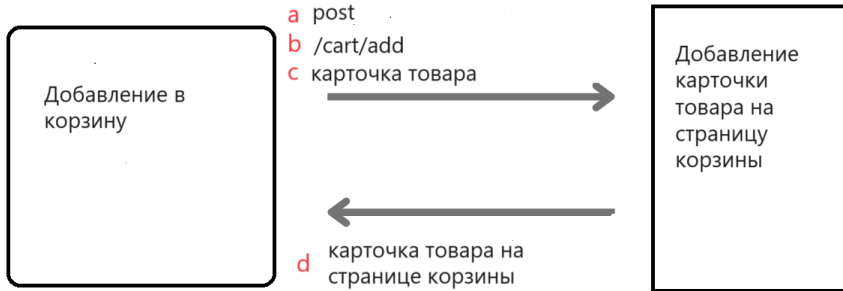 a post
b /cart/add
c карточка товара
Добавление в
корзину
Добавление
карточки
товара на
страницу
корзины
d карточка товара на
странице корзины